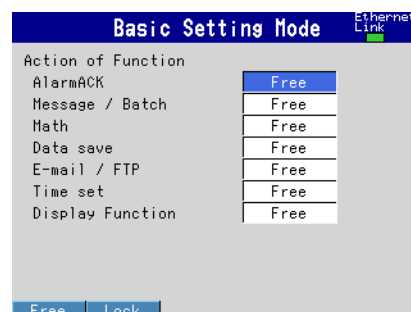 Basic Setting Mode
Etherne
Link
Action of Function
AlarmACK Free
Message / Batch Free
Math Free
Data save Free
E-mail / FTP Free
Time set Free
Display Function Free
Free Lock